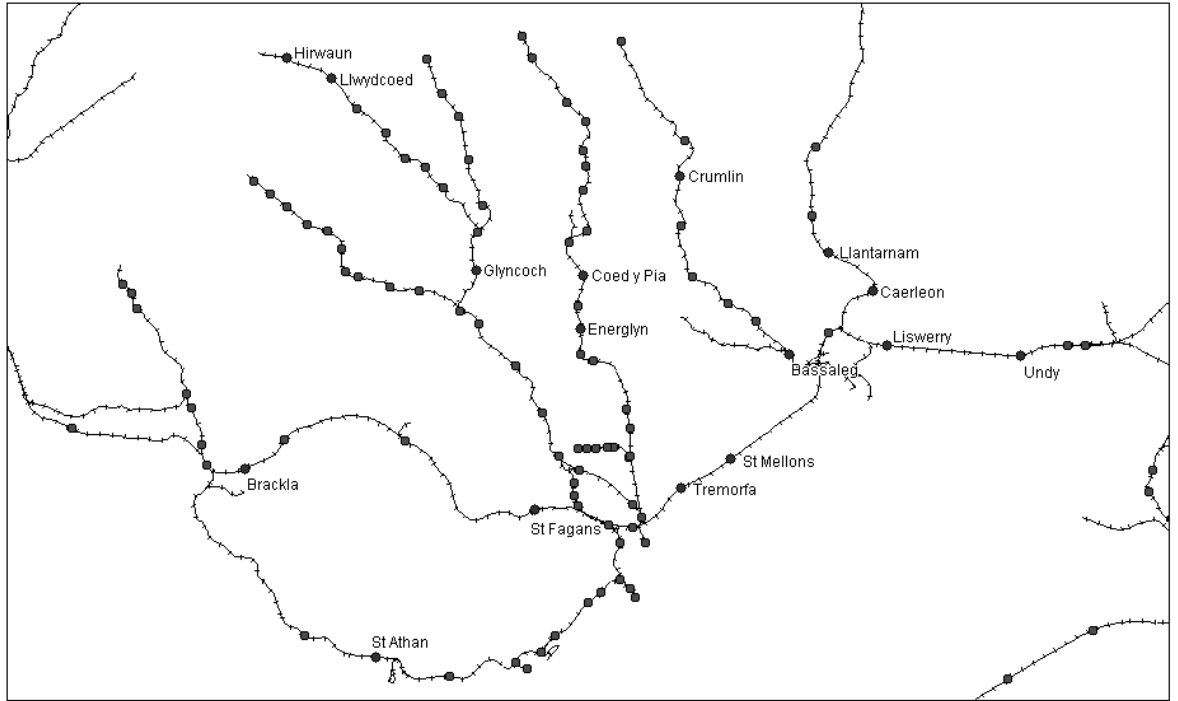 Hirwaun
Llwydcoed
Crumlin
Llantarnam
Glyncoch
Coed y Pia
Caerleon
Energlyn
Liswerry
Bassaleg
Undy
St Mellons
Brackla
Tremorfa
St Fagans
St Athan